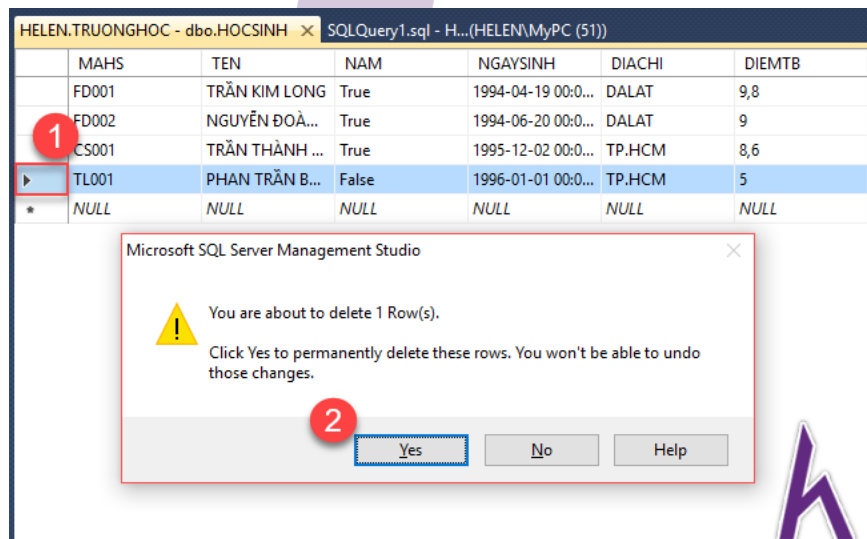 HELEN.TRUONGHOC - dbo.HOCSINH × SQLQuery1.sql - H...(HELEN\MyPC (51))
MAHS TEN NAM NGAYSINH DIACHI DIEMTB
FD001 TRẦN KIM LONG True 1994-04-19 00:0... DALAT 9,8
FD002 NGUYỄN ĐOÀ... True 1994-06-20 00:0... DALAT 9
1
CS001 TRẦN THÀNH ... True 1995-12-02 00:0... TP.HCM 8,6
TL001 PHAN TRẦN B... False 1996-01-01 00:0... TP.HCM 5
* NULL NULL NULL NULL NULL NULL
Microsoft SQL Server Management Studio
You are about to delete 1 Row(s).
Click Yes to permanently delete these rows. You won't be able to undo
those changes.
2
Yes No Help